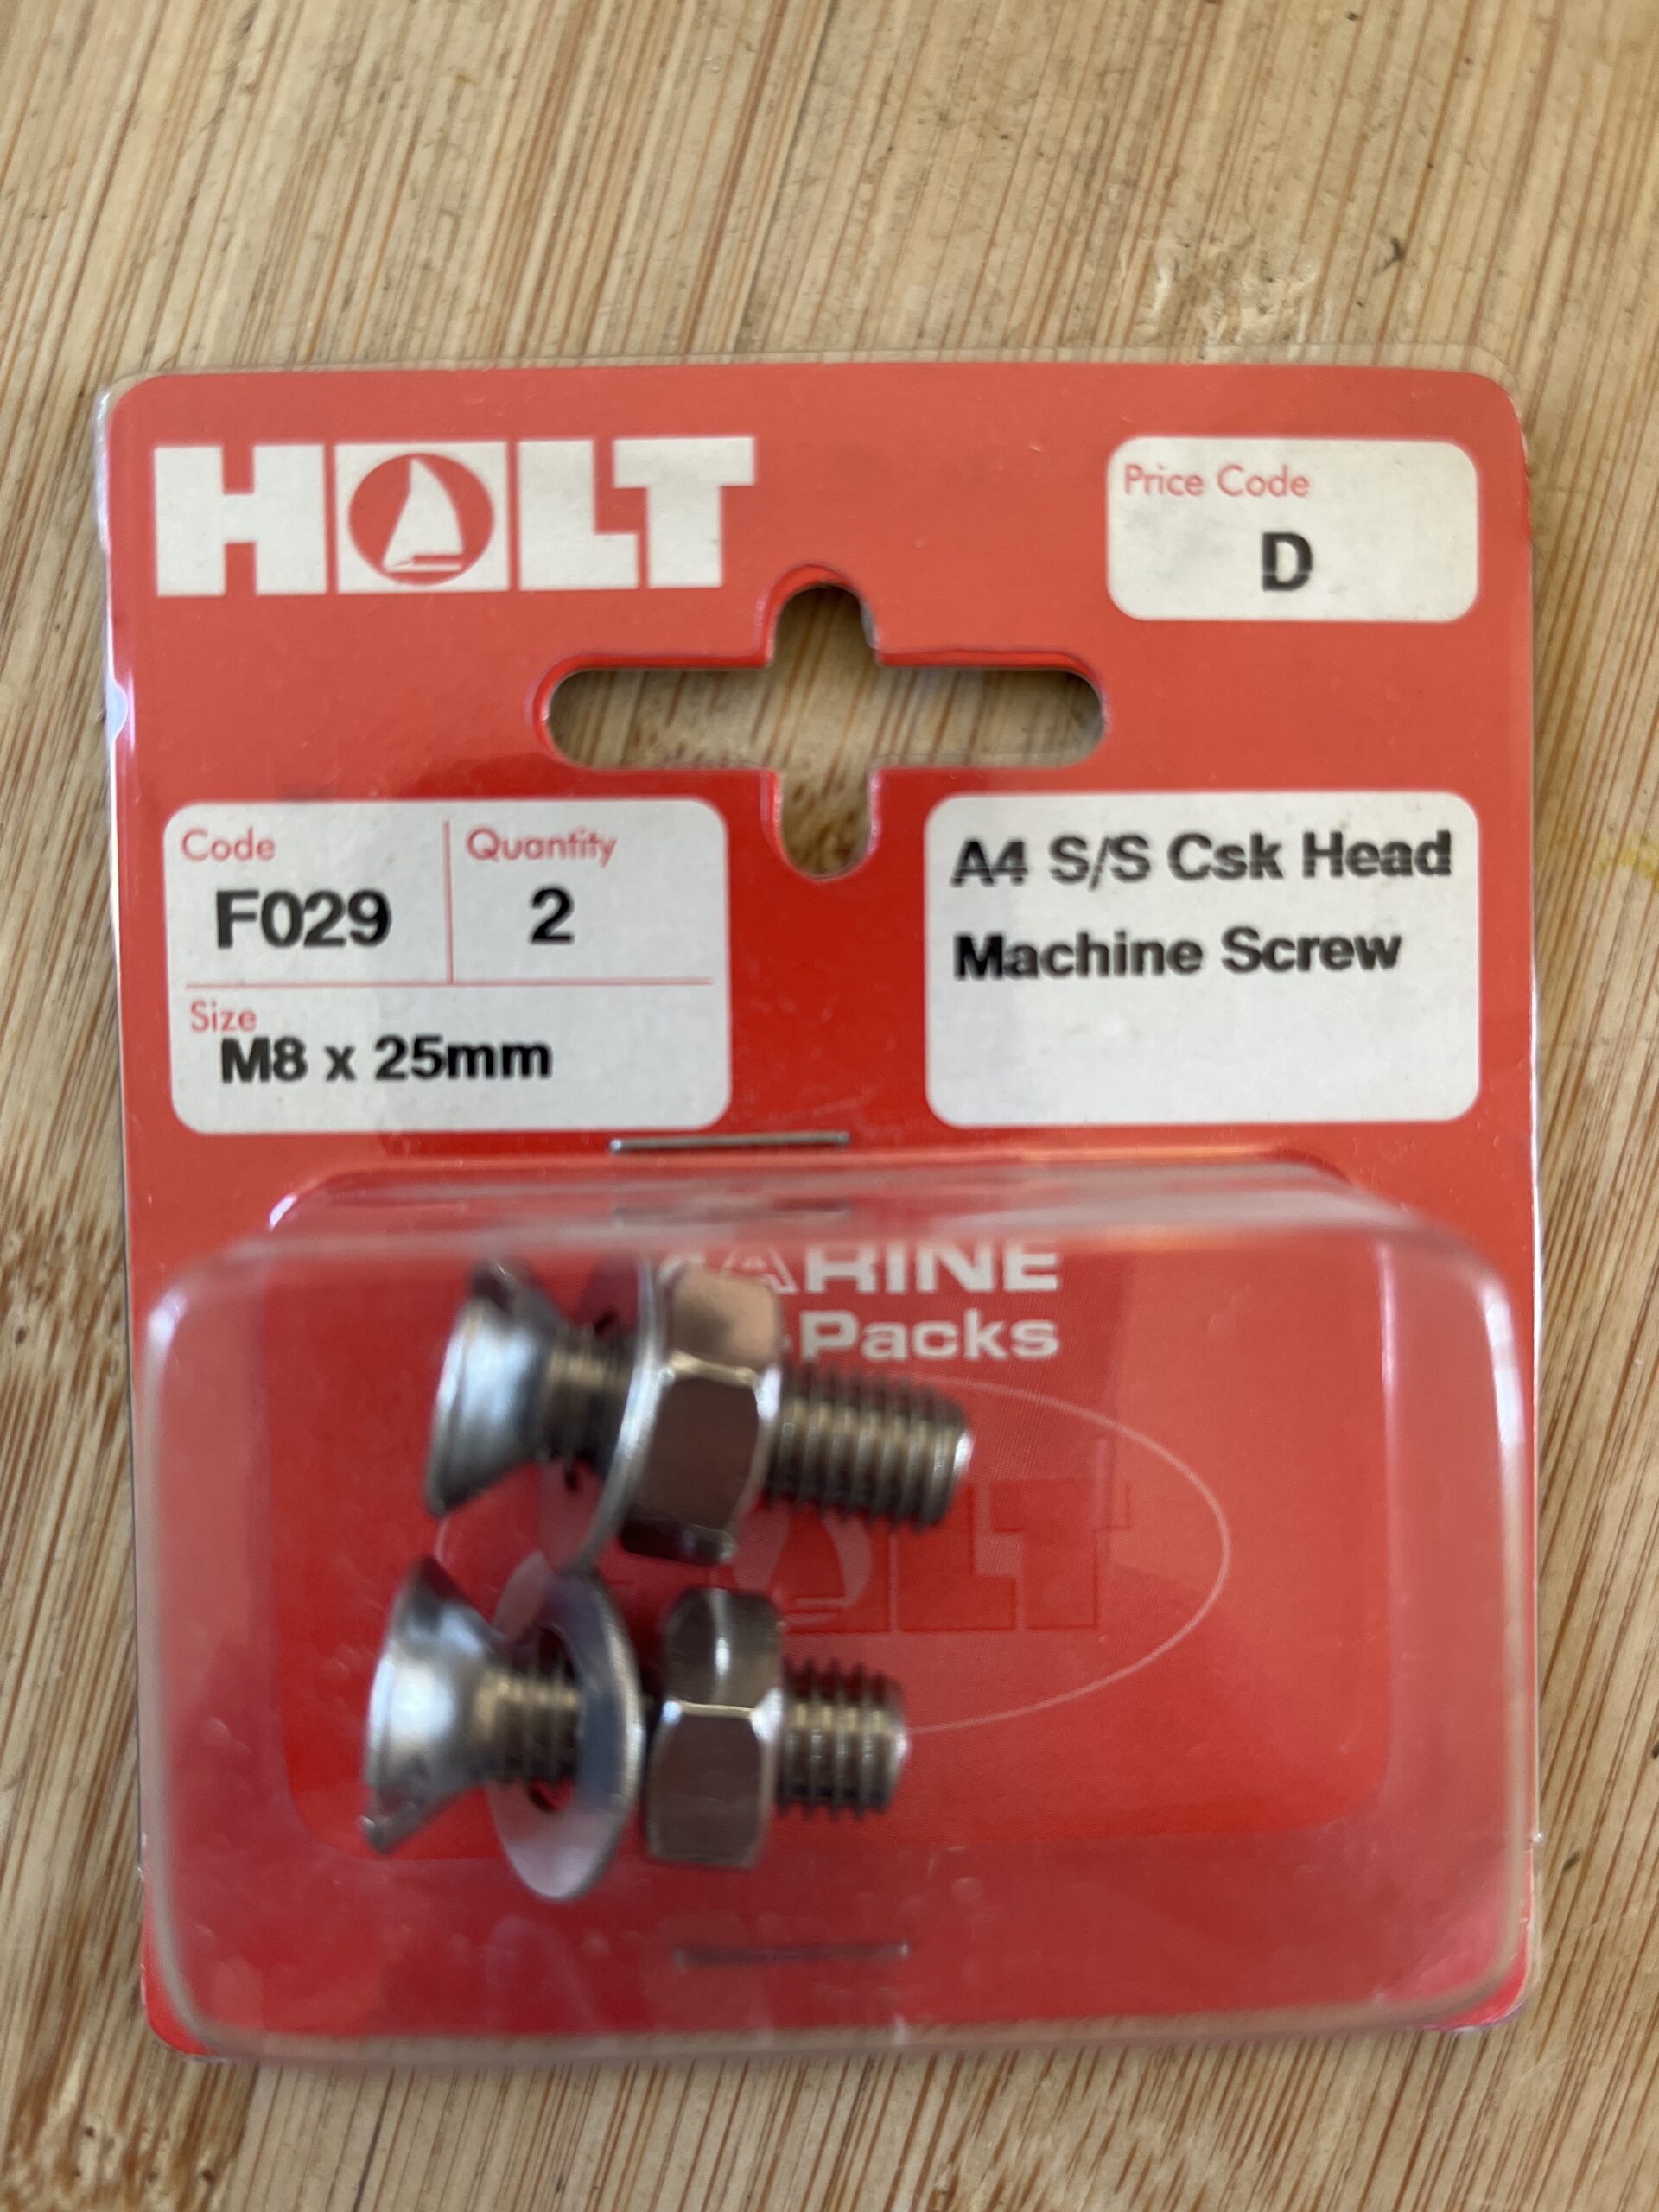 HOLT
Price Code
D
Code
F029
Quantity
2
Size
M8 x 25mm
A4 S/S Csk Head
Machine Screw
Packs